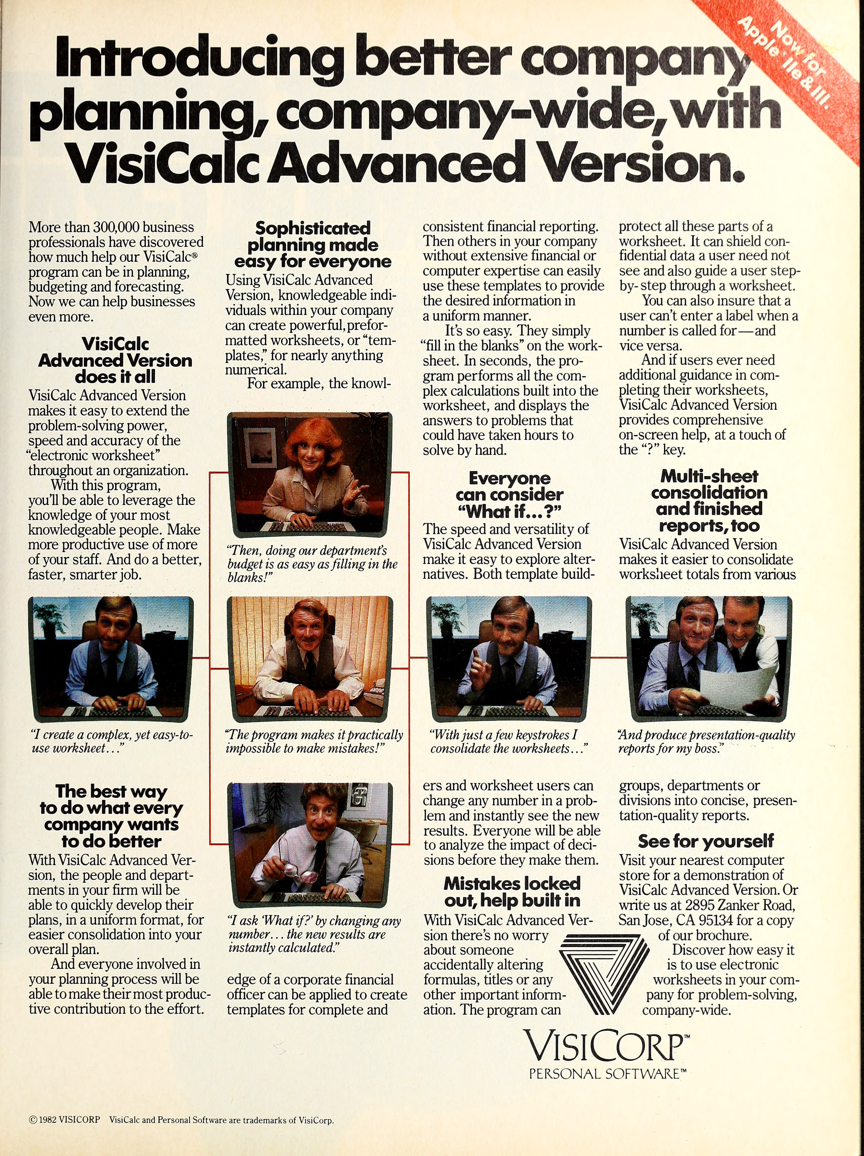 Now for
Apple™ IIe & III.
Introducing better company
planning, company-wide, with
VisiCalc Advanced Version.
More than 300,000 business
professionals have discovered
how much help our VisiCalc®
program can be in planning,
budgeting and forecasting.
Now we can help businesses
even more.
VisiCalc
Advanced Version
does it all
VisiCalc Advanced Version
makes it easy to extend the
problem-solving power,
speed and accuracy of the
“electronic worksheet”
throughout an organization.
With this program,
you’ll be able to leverage the
knowledge of your most
knowledgeable people. Make
more productive use of more
of your staff. And do a better,
faster, smarter job.
“I create a complex, yet easy-to-
use worksheet...”
The best way
to do what every
company wants
to do better
With VisiCalc Advanced Ver-
sion, the people and depart-
ments in your firm will be
able to quickly develop their
plans, in a uniform format, for
easier consolidation into your
overall plan.
And everyone involved in
your planning process will be
able to make their most produc-
tive contribution to the effort.
Sophisticated
planning made
easy for everyone
Using VisiCalc Advanced
Version, knowledgeable indi-
viduals within your company
can create powerful, prefor-
matted worksheets, or “tem-
plates,” for nearly anything
numerical.
For example, the knowl-
“Then, doing our department’s
budget is as easy as filling in the
blanks!”
“The program makes it practically
impossible to make mistakes!”
“I ask ‘What if?’ by changing any
number... the new results are
instantly calculated.”
edge of a corporate financial
officer can be applied to create
templates for complete and
consistent financial reporting.
Then others in your company
without extensive financial or
computer expertise can easily
use these templates to provide
the desired information in
a uniform manner.
It’s so easy. They simply
“fill in the blanks” on the work-
sheet. In seconds, the pro-
gram performs all the com-
plex calculations built into the
worksheet, and displays the
answers to problems that
could have taken hours to
solve by hand.
Everyone
can consider
“What if...?”
The speed and versatility of
VisiCalc Advanced Version
make it easy to explore alter-
natives. Both template build-
“With just a few keystrokes I
consolidate the worksheets...”
ers and worksheet users can
change any number in a prob-
lem and instantly see the new
results. Everyone will be able
to analyze the impact of deci-
sions before they make them.
Mistakes locked
out, help built in
With VisiCalc Advanced Ver-
sion there’s no worry
about someone
accidentally altering
formulas, titles or any
other important inform-
ation. The program can
protect all these parts of a
worksheet. It can shield con-
fidential data a user need not
see and also guide a user step-
by-step through a worksheet.
You can also insure that a
user can’t enter a label when a
number is called for—and
vice versa.
And if users ever need
additional guidance in com-
pleting their worksheets,
VisiCalc Advanced Version
provides comprehensive
on-screen help, at a touch of
the “?” key.
Multi-sheet
consolidation
and finished
reports, too
VisiCalc Advanced Version
makes it easier to consolidate
worksheet totals from various
“And produce presentation-quality
reports for my boss.”
groups, departments or
divisions into concise, presen-
tation-quality reports.
See for yourself
Visit your nearest computer
store for a demonstration of
VisiCalc Advanced Version. Or
write us at 2895 Zanker Road,
San Jose, CA 95134 for a copy
of our brochure.
Discover how easy it
is to use electronic
worksheets in your com-
pany for problem-solving,
company-wide.
VISICORP™
PERSONAL SOFTWARE™
© 1982 VISICORP VisiCalc and Personal Software are trademarks of VisiCorp.